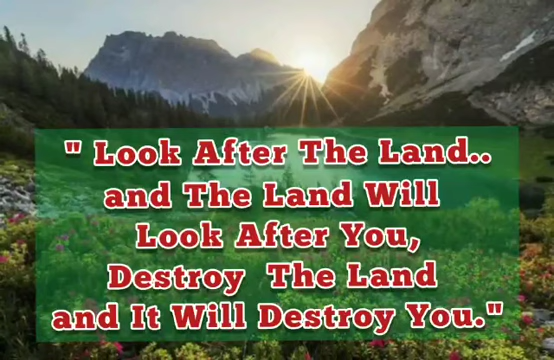 " Look After The Land..
and The Land Will
Look After You,
Destroy The Land
and It Will Destroy You."